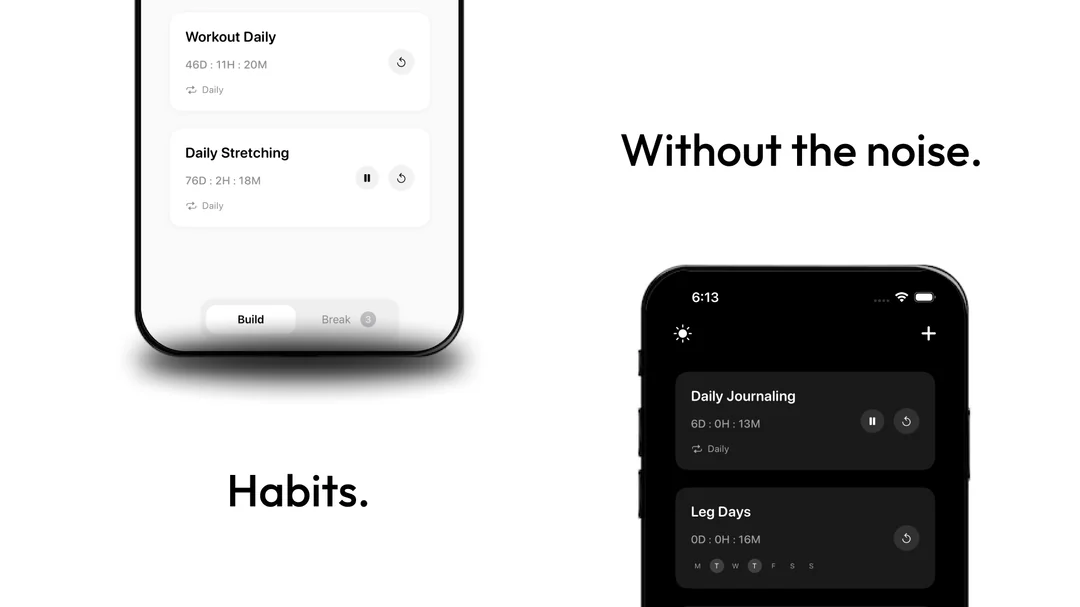 Workout Daily
46D : 11H : 20M
Daily
Daily Stretching
76D : 2H : 18M
Daily
Build
Break 3
Habits.
Without the noise.
6:13
Daily Journaling
6D : 0H : 13M
Daily
Leg Days
0D : 0H : 16M
M T W T F S S